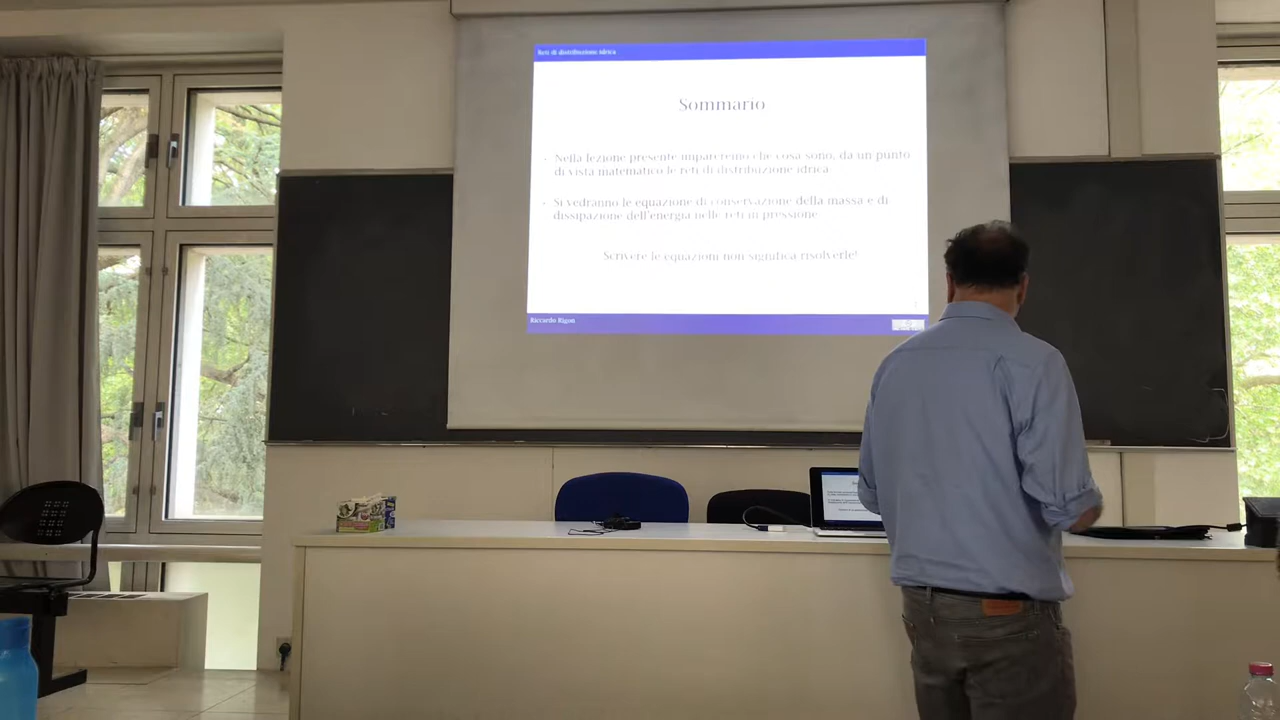 Reti di distribuzione idrica
Sommario
- Nella lezione presente impareremo che cosa sono, da un punto
di vista matematico le reti di distribuzione idrica
- Si vedranno le equazione di conservazione della massa e di
dissipazione dell'energia nelle reti in pressione
Scrivere le equazioni non significa risolverle!
Riccardo Rigon